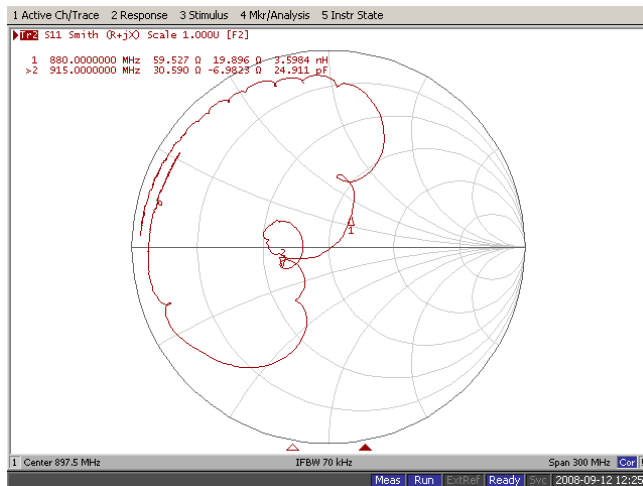 1 Active Ch/Trace 2 Response 3 Stimulus 4 Mkr/Analysis 5 Instr State
Tr2 S11 Smith (R+jX) Scale 1.000U [F2]
1 880.0000000 MHz 59.527 Ω 19.896 Ω 3.5984 nH
>2 915.0000000 MHz 30.590 Ω -6.9823 Ω 24.911 pF
1
2
1 Center 897.5 MHz IFBW 70 kHz Span 300 MHz Cor
Meas Run ExtRef Ready Svc 2008-09-12 12:25